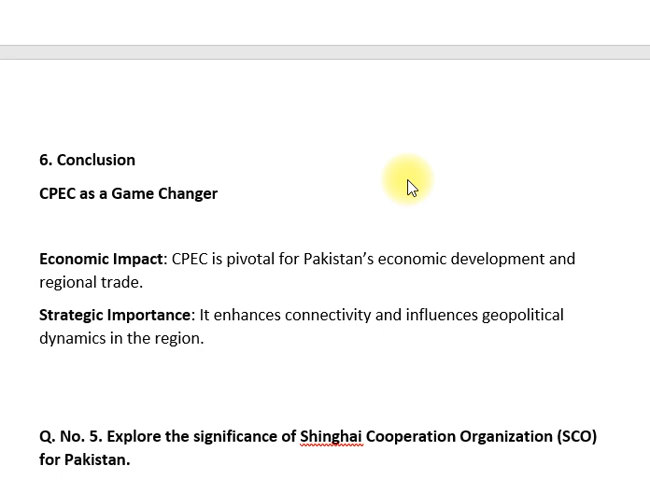 6. Conclusion
CPEC as a Game Changer
Economic Impact: CPEC is pivotal for Pakistan’s economic development and
regional trade.
Strategic Importance: It enhances connectivity and influences geopolitical
dynamics in the region.
Q. No. 5. Explore the significance of Shinghai Cooperation Organization (SCO)
for Pakistan.